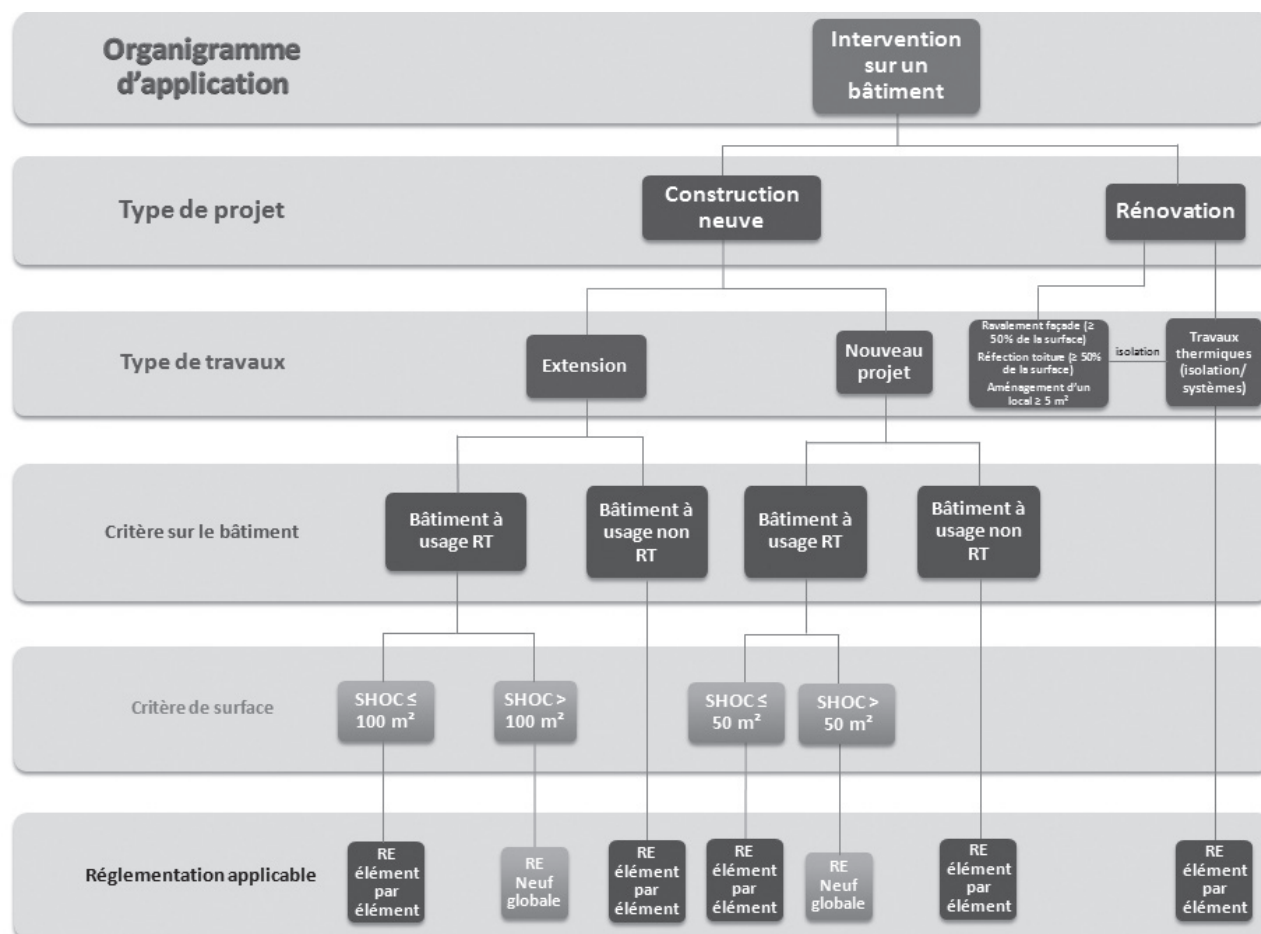 Organigramme
d'application
Intervention
sur un
bâtiment
Type de projet
Construction
neuve
Rénovation
Type de travaux
Extension
Nouveau
projet
Ravalement façade (≥
50% de la surface)
Réfection toiture (≥ 50%
de la surface)
Aménagement d'un
local ≥ 5 m²
isolation
Travaux
thermiques
(isolation/
systèmes)
Critère sur le bâtiment
Bâtiment à
usage RT
Bâtiment à
usage non
RT
Bâtiment à
usage RT
Bâtiment à
usage non
RT
Critère de surface
SHOC ≤
100 m²
SHOC >
100 m²
SHOC ≤
50 m²
SHOC >
50 m²
Réglementation applicable
RE
élément
par
élément
RE
Neuf
globale
RE
élément
par
élément
RE
élément
par
élément
RE
Neuf
globale
RE
élément
par
élément
RE
élément
par
élément